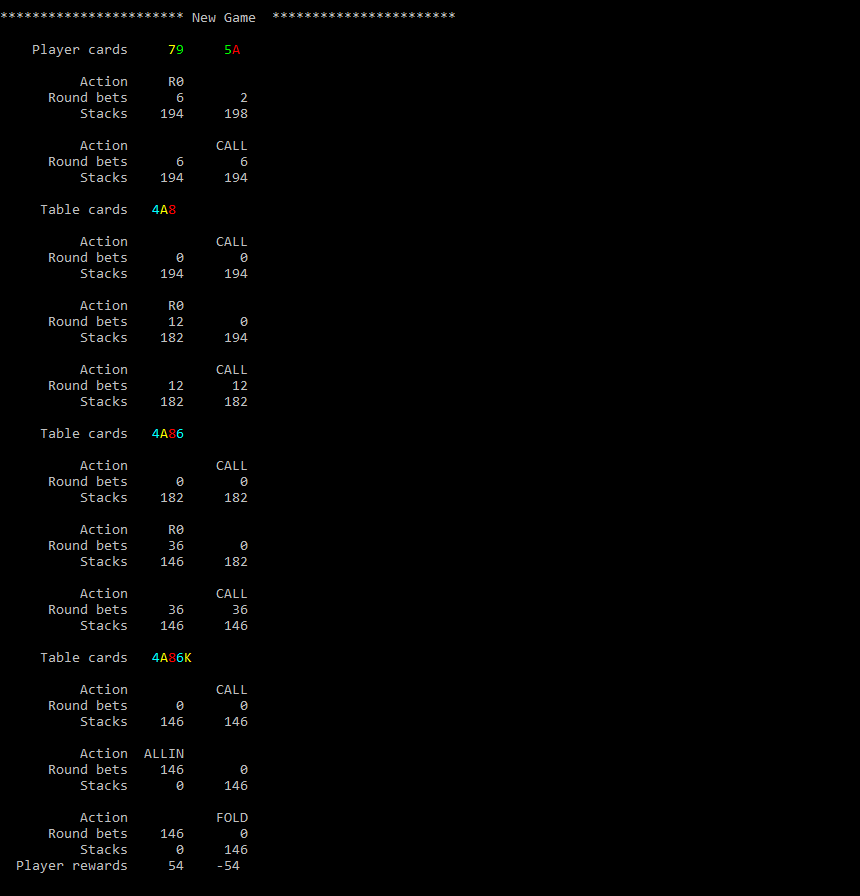 *********************** New Game  ***********************
Player cards     79     5A
Action     R0
Round bets      6       2
Stacks    194     198
Action           CALL
Round bets      6       6
Stacks    194     194
Table cards   4A8
Action           CALL
Round bets      0       0
Stacks    194     194
Action     R0
Round bets     12       0
Stacks    182     194
Action           CALL
Round bets     12      12
Stacks    182     182
Table cards   4A86
Action           CALL
Round bets      0       0
Stacks    182     182
Action     R0
Round bets     36       0
Stacks    146     182
Action           CALL
Round bets     36      36
Stacks    146     146
Table cards   4A86K
Action           CALL
Round bets      0       0
Stacks    146     146
Action  ALLIN
Round bets    146       0
Stacks      0     146
Action           FOLD
Round bets    146       0
Stacks      0     146
Player rewards     54    -54